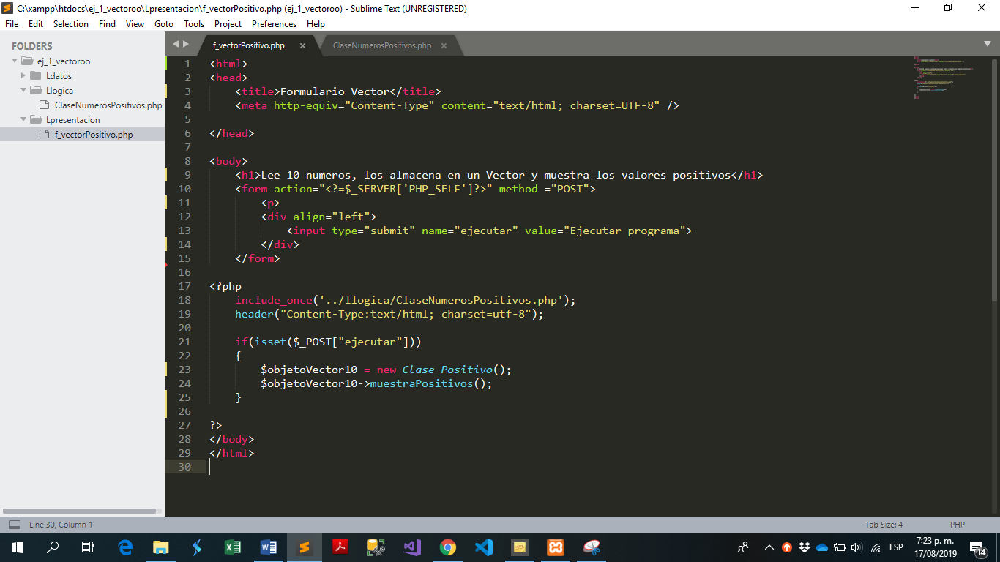 C:\xampp\htdocs\ej_1_vectoroo\Lpresentacion\f_vectorPositivo.php (ej_1_vectoroo) - Sublime Text (UNREGISTERED)
File Edit Selection Find View Goto Tools Project Preferences Help
FOLDERS
ej_1_vectoroo
Ldatos
Llogica
ClaseNumerosPositivos.php
Lpresentacion
f_vectorPositivo.php
f_vectorPositivo.php × ClaseNumerosPositivos.php ×
1 <html>
2 <head>
3 <title>Formulario Vector</title>
4 <meta http-equiv="Content-Type" content="text/html; charset=UTF-8" />
5
6 </head>
7
8 <body>
9 <h1>Lee 10 numeros, los almacena en un Vector y muestra los valores positivos</h1>
10 <form action="<?=$_SERVER['PHP_SELF']?>" method ="POST">
11 <p>
12 <div align="left">
13 <input type="submit" name="ejecutar" value="Ejecutar programa">
14 </div>
15 </form>
16
17 <?php
18 include_once('../llogica/ClaseNumerosPositivos.php');
19 header("Content-Type:text/html; charset=utf-8");
20
21 if(isset($_POST["ejecutar"]))
22 {
23 $objetoVector10 = new Clase_Positivo();
24 $objetoVector10->muestraPositivos();
25 }
26
27 ?>
28 </body>
29 </html>
30
Line 30, Column 1 Tab Size: 4 PHP
ESP
7:23 p. m.
17/08/2019
14